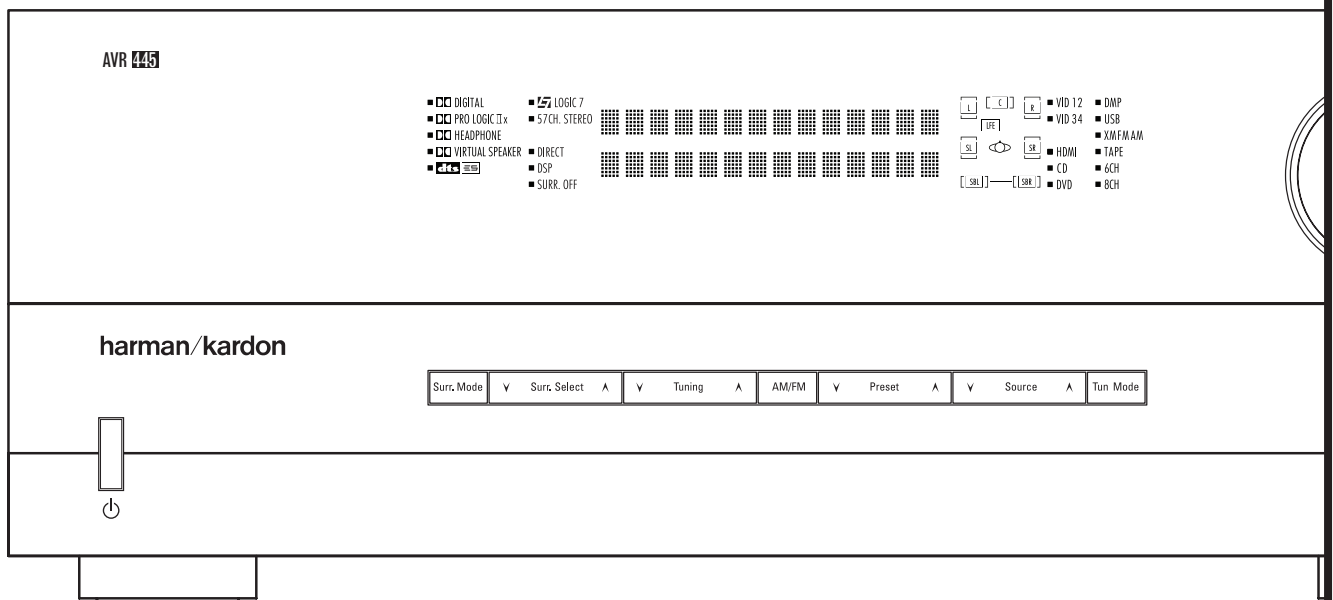 AVR 445
DIGITAL
PRO LOGIC IIx
HEADPHONE
VIRTUAL SPEAKER
dts ES
LOGIC 7
57CH. STEREO
DIRECT
DSP
SURR. OFF
L C R
LFE
SL SR
SBL SBR
VID 12
VID 34
HDMI
CD
DVD
DMP
USB
XMFMAM
TAPE
6CH
8CH
harman/kardon
Surr. Mode Surr. Select Tuning AM/FM Preset Source Tun Mode